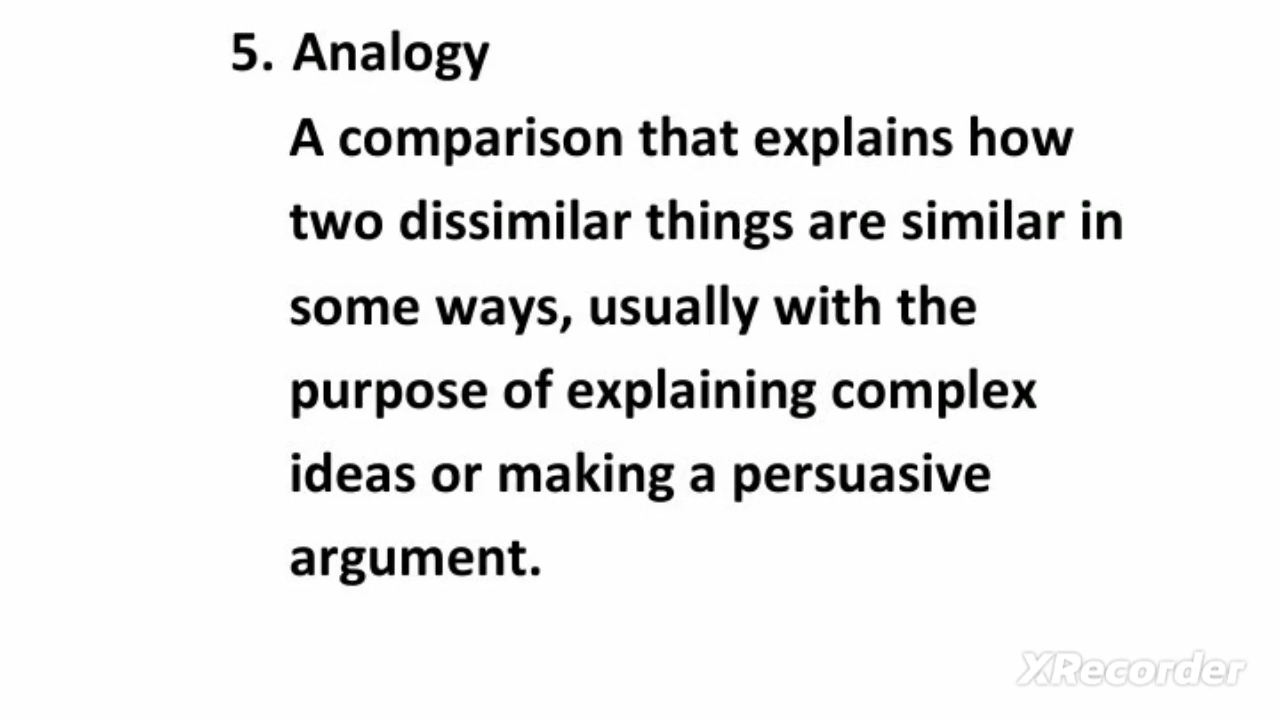 5. Analogy
A comparison that explains how
two dissimilar things are similar in
some ways, usually with the
purpose of explaining complex
ideas or making a persuasive
argument.
XRecorder